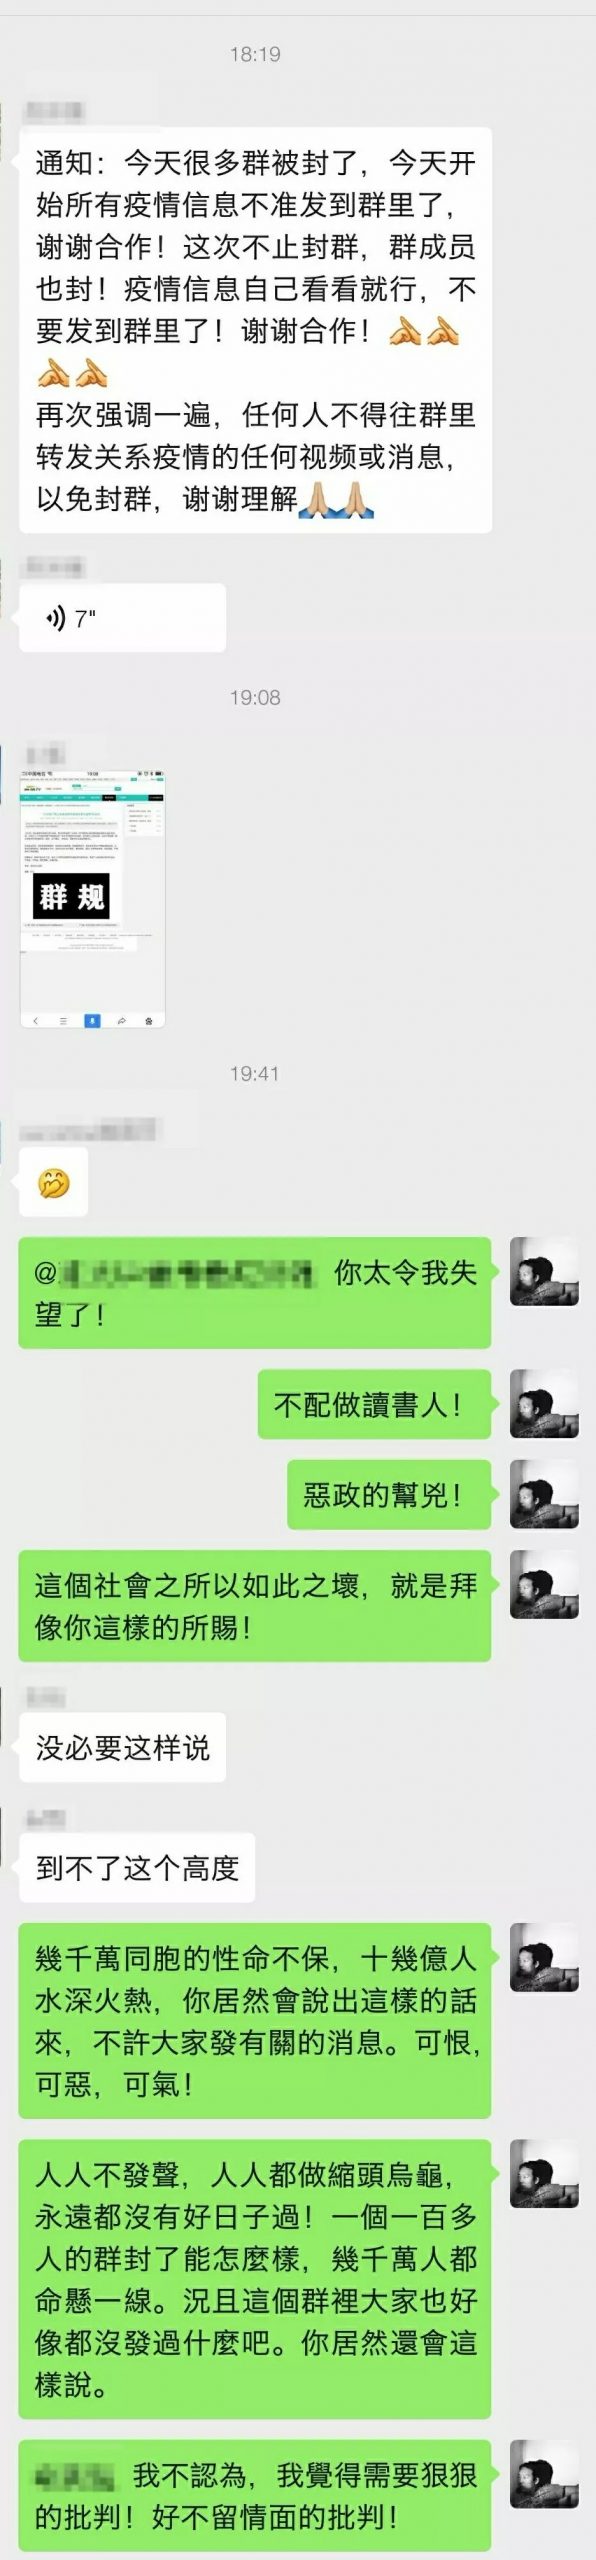 18:19
通知：今天很多群被封了，今天开
始所有疫情信息不准发到群里了，
谢谢合作！这次不止封群，群成员
也封！疫情信息自己看看就行，不
要发到群里了！谢谢合作！
再次强调一遍，任何人不得往群里
转发关系疫情的任何视频或消息，
以免封群，谢谢理解
7"
19:08
群规
19:41
@ 你太令我失
望了！
不配做讀書人！
惡政的幫兇！
這個社會之所以如此之壞，就是拜
像你這樣的所賜！
没必要这样说
到不了这个高度
幾千萬同胞的性命不保，十幾億人
水深火熱，你居然會說出這樣的話
來，不許大家發有關的消息。可恨，
可惡，可氣！
人人不發聲，人人都做縮頭烏龜，
永遠都沒有好日子過！一個一百多
人的群封了能怎麼樣，幾千萬人都
命懸一線。況且這個群裡大家也好
像都沒發過什麼吧。你居然還會這
樣說。
我不認為，我覺得需要狠狠
的批判！好不留情面的批判！